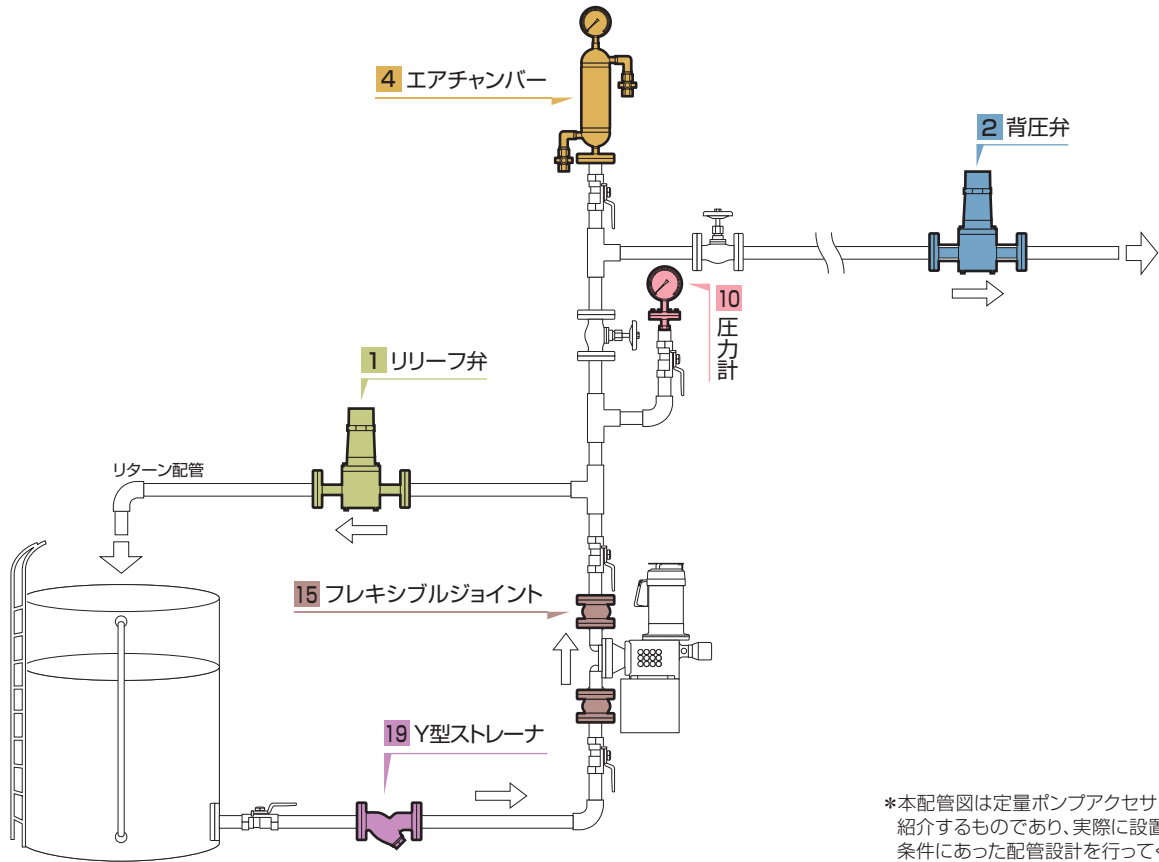 4 エアチャンバー
2 背圧弁
10 圧力計
1 リリーフ弁
リターン配管
15 フレキシブルジョイント
19 Y型ストレーナ
*本配管図は定量ポンプアクセサ
紹介するものであり、実際に設置
条件にあった配管設計を行って